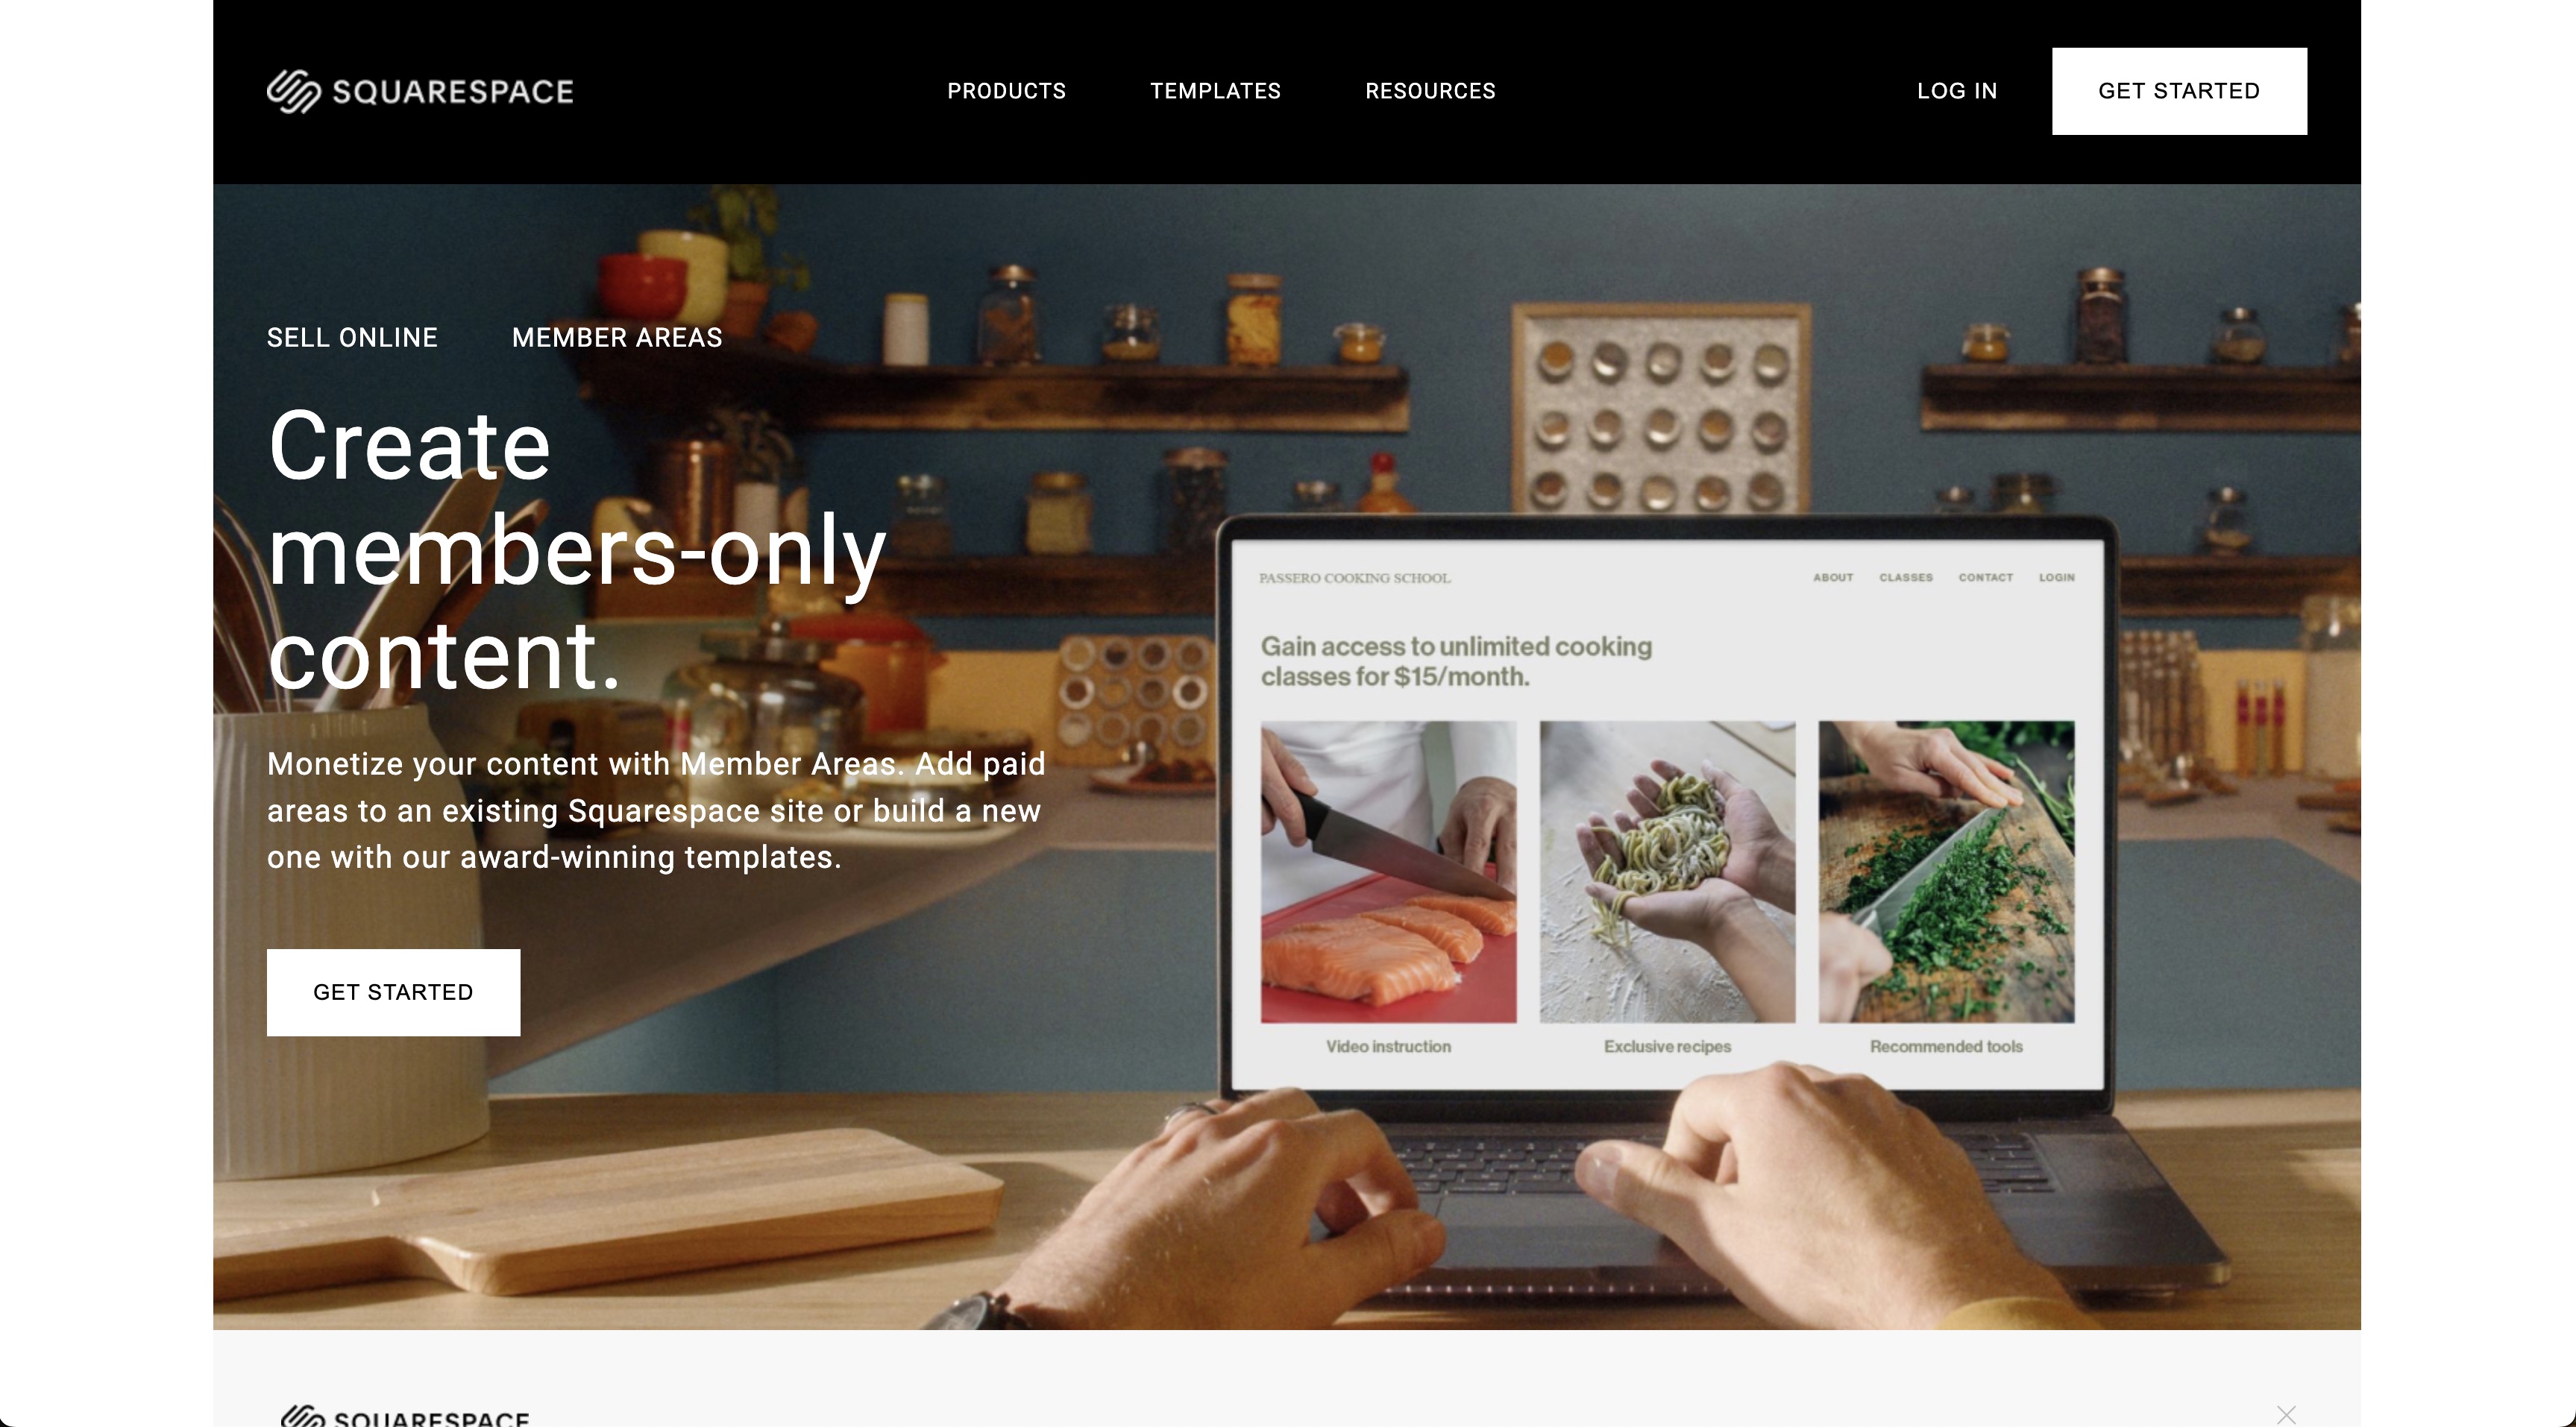 SQUARESPACE
PRODUCTS TEMPLATES RESOURCES
LOG IN GET STARTED
SELL ONLINE MEMBER AREAS
Create
members-only
content.
Monetize your content with Member Areas. Add paid
areas to an existing Squarespace site or build a new
one with our award-winning templates.
GET STARTED
PASSERO COOKING SCHOOL
ABOUT CLASSES CONTACT LOGIN
Gain access to unlimited cooking
classes for $15/month.
Video instruction
Exclusive recipes
Recommended tools
SQUARESPACE